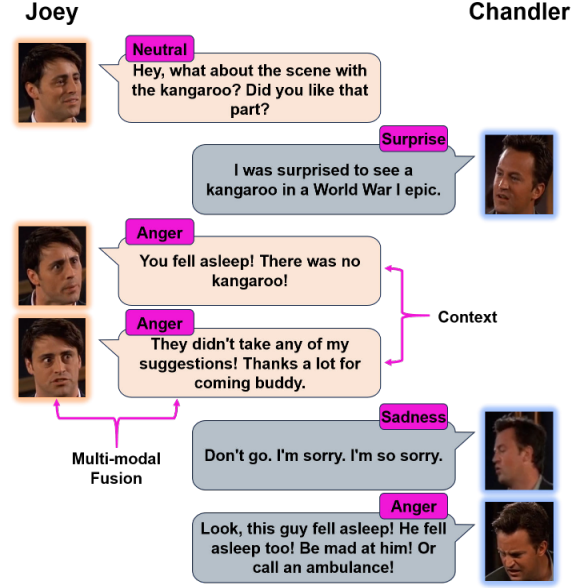 Joey
Chandler
Neutral
Hey, what about the scene with
the kangaroo? Did you like that
part?
Surprise
I was surprised to see a
kangaroo in a World War I epic.
Anger
You fell asleep! There was no
kangaroo!
Context
Anger
They didn't take any of my
suggestions! Thanks a lot for
coming buddy.
Multi-modal
Fusion
Sadness
Don't go. I'm sorry. I'm so sorry.
Anger
Look, this guy fell asleep! He fell
asleep too! Be mad at him! Or
call an ambulance!